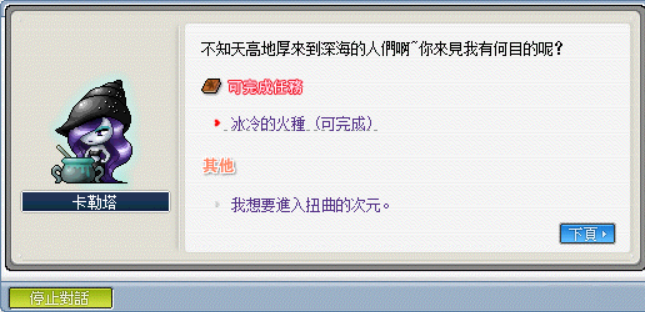 不知天高地厚來到深海的人們啊~你來見我有何目的呢?
可完成任務
冰冷的火種 (可完成)
其他
我想要進入扭曲的次元。
卡勒塔
下頁
停止對話